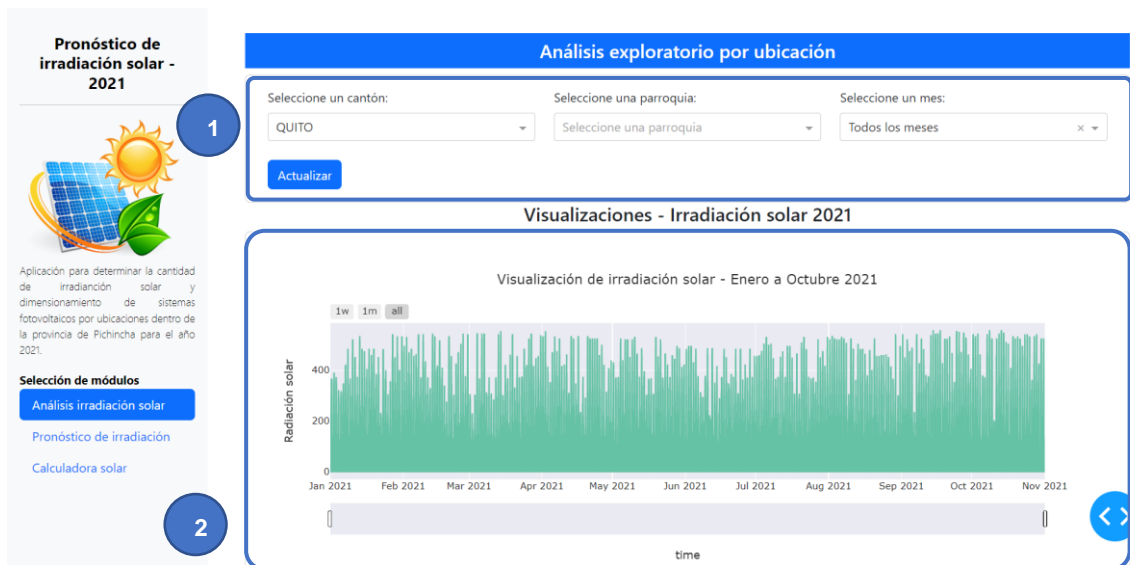 Pronóstico de
irradiación solar -
2021
Aplicación para determinar la cantidad
de irradianción solar y
dimensionamiento de sistemas
fotovoltaicos por ubicaciones dentro de
la provincia de Pichincha para el año
2021.
Selección de módulos
Análisis irradiación solar
Pronóstico de irradiación
Calculadora solar
1
2
Análisis exploratorio por ubicación
Seleccione un cantón:
QUITO
Seleccione una parroquia:
Seleccione una parroquia
Seleccione un mes:
Todos los meses
Actualizar
Visualizaciones - Irradiación solar 2021
Visualización de irradiación solar - Enero a Octubre 2021
1w 1m all
Radiación solar
400
200
0
Jan 2021 Feb 2021 Mar 2021 Apr 2021 May 2021 Jun 2021 Jul 2021 Aug 2021 Sep 2021 Oct 2021 Nov 2021
time